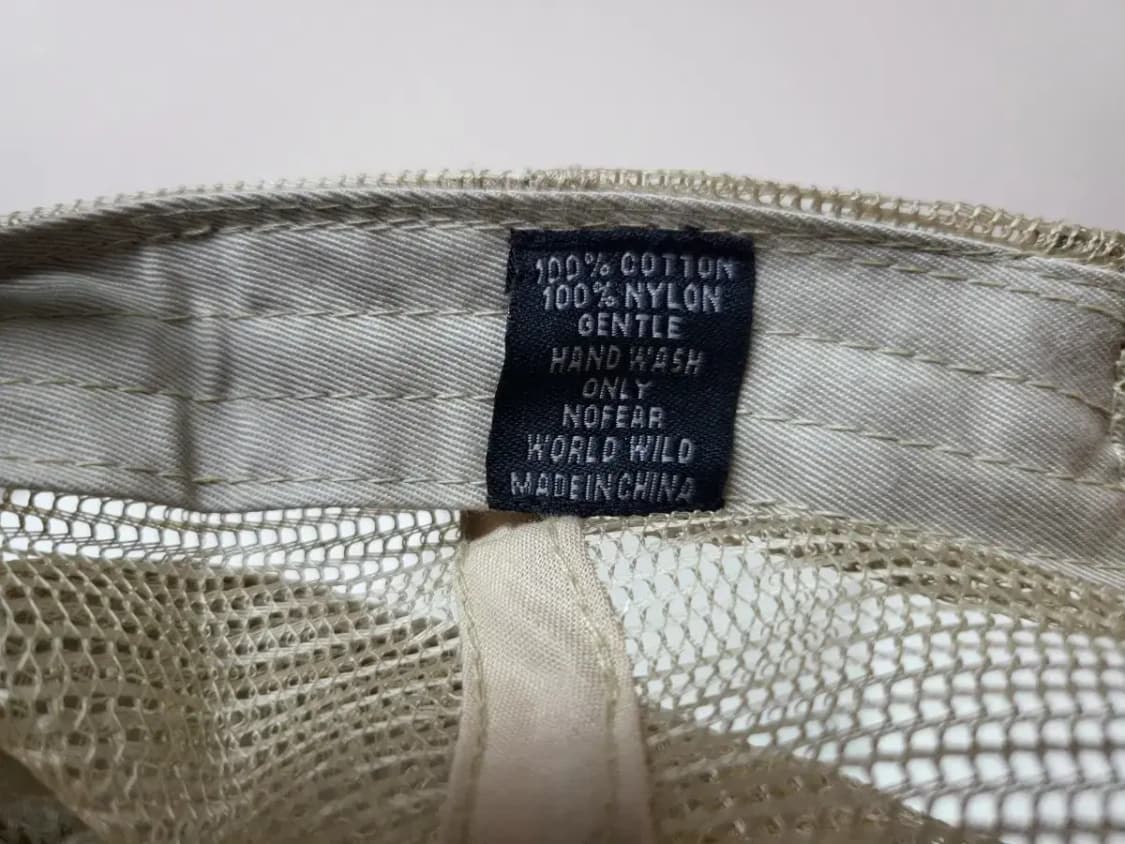 100% COTTON
100% NYLON
GENTLE
HAND WASH
ONLY
NOFEAR
WORLD WILD
MADEINCHINA